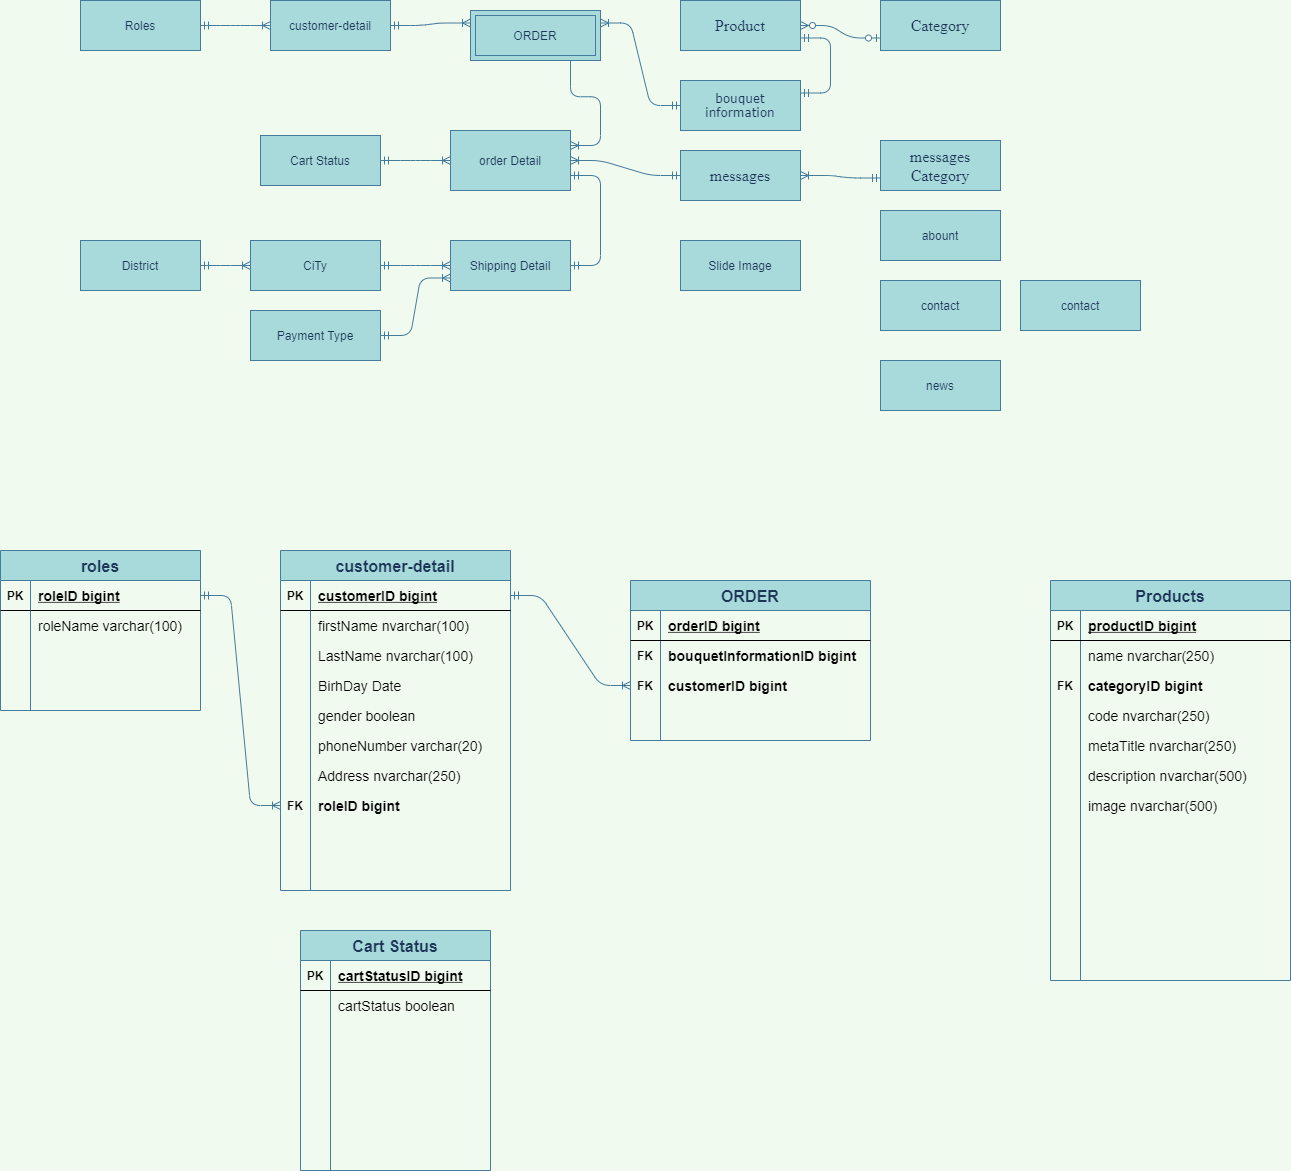 Roles
customer-detail
ORDER
Product
Category
bouquet
information
Cart Status
order Detail
messages
messages
Category
abount
District
CiTy
Shipping Detail
Slide Image
contact
contact
Payment Type
news
roles
PK roleID bigint
roleName varchar(100)
customer-detail
PK customerID bigint
firstName nvarchar(100)
LastName nvarchar(100)
BirhDay Date
gender boolean
phoneNumber varchar(20)
Address nvarchar(250)
FK roleID bigint
ORDER
PK orderID bigint
FK bouquetInformationID bigint
FK customerID bigint
Products
PK productID bigint
name nvarchar(250)
FK categoryID bigint
code nvarchar(250)
metaTitle nvarchar(250)
description nvarchar(500)
image nvarchar(500)
Cart Status
PK cartStatusID bigint
cartStatus boolean